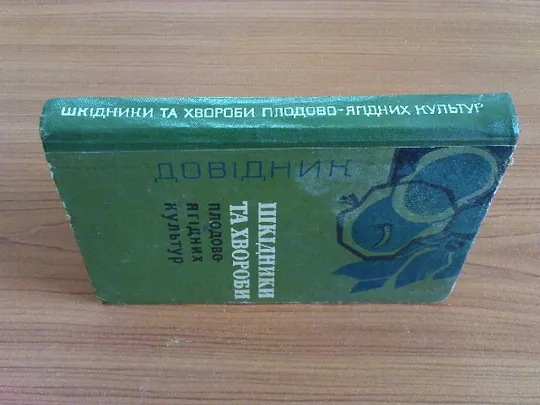 ШКІДНИКИ ТА ХВОРОБИ ПЛОДОВО-ЯГІДНИХ КУЛЬТУР
ДОВІДНИК
ШКІДНИКИ
ТА ХВОРОБИ
ПЛОДОВО-
ЯГІДНИХ
КУЛЬТУР